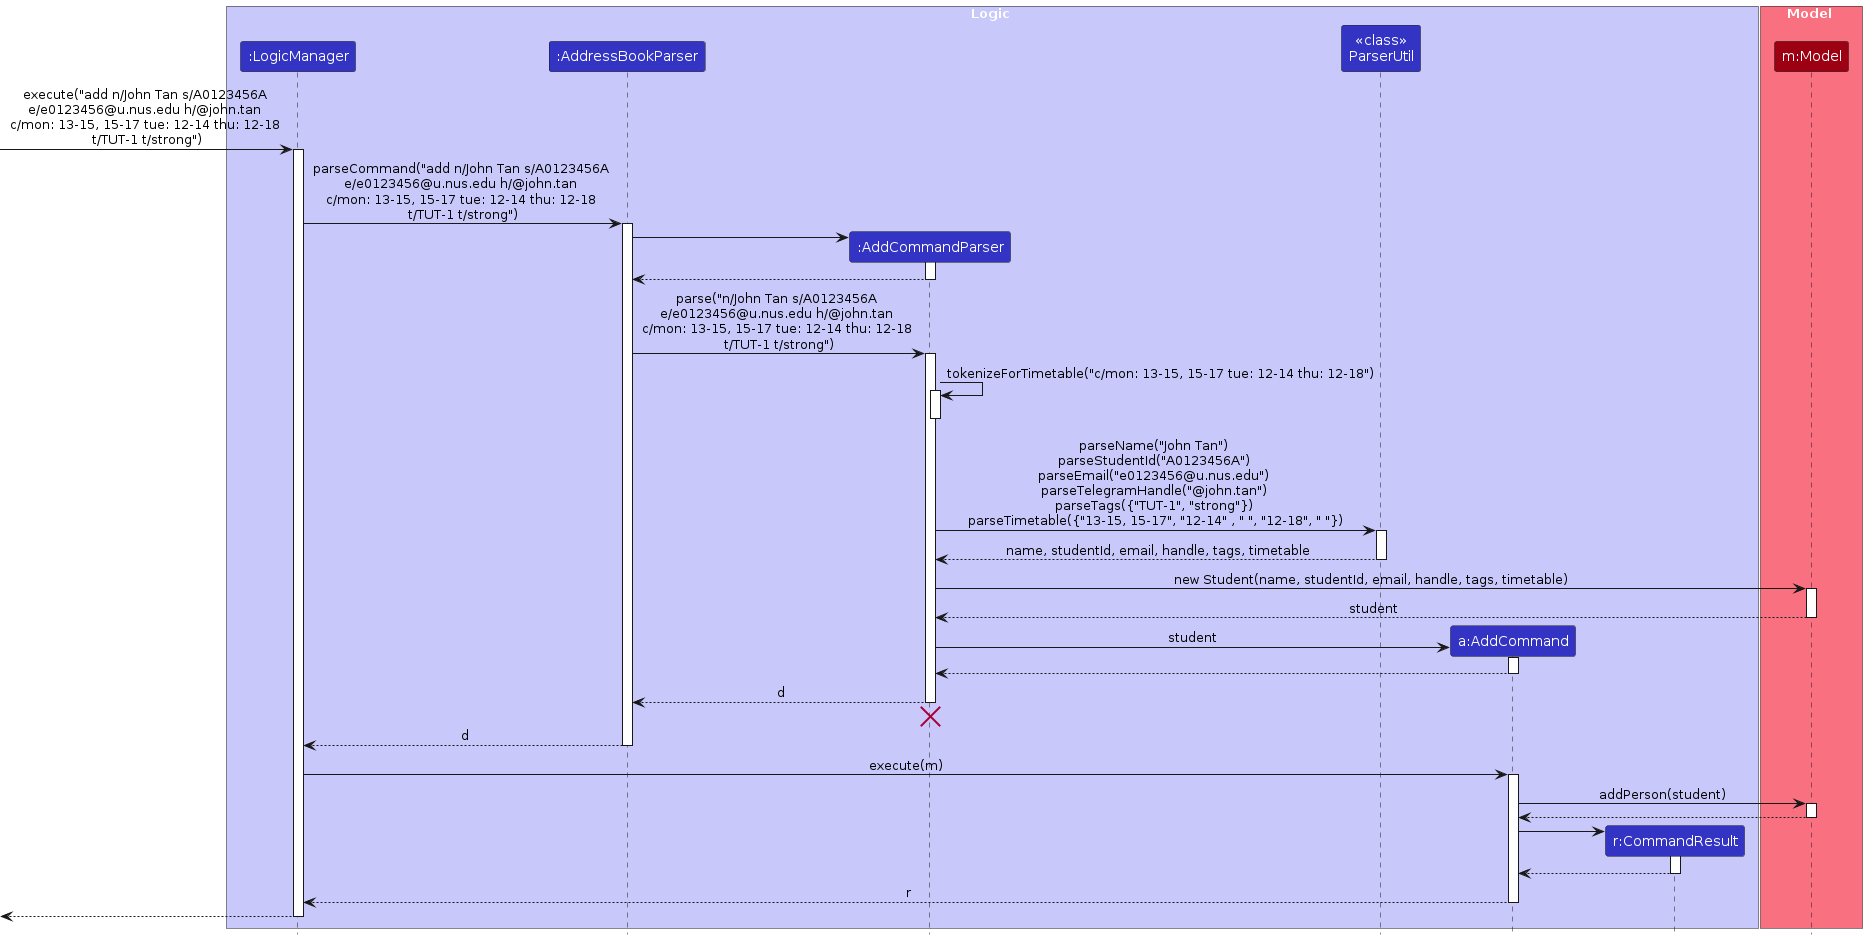 Logic
Model
:LogicManager
:AddressBookParser
«class»
ParserUtil
m:Model
execute("add n/John Tan s/A0123456A
e/e0123456@u.nus.edu h/@john.tan
c/mon: 13-15, 15-17 tue: 12-14 thu: 12-18
t/TUT-1 t/strong")
parseCommand("add n/John Tan s/A0123456A
e/e0123456@u.nus.edu h/@john.tan
c/mon: 13-15, 15-17 tue: 12-14 thu: 12-18
t/TUT-1 t/strong")
:AddCommandParser
parse("n/John Tan s/A0123456A
e/e0123456@u.nus.edu h/@john.tan
c/mon: 13-15, 15-17 tue: 12-14 thu: 12-18
t/TUT-1 t/strong")
tokenizeForTimetable("c/mon: 13-15, 15-17 tue: 12-14 thu: 12-18")
parseName("John Tan")
parseStudentId("A0123456A")
parseEmail("e0123456@u.nus.edu")
parseTelegramHandle("@john.tan")
parseTags({"TUT-1", "strong"})
parseTimetable({"13-15, 15-17", "12-14" , " ", "12-18", " "})
name, studentId, email, handle, tags, timetable
new Student(name, studentId, email, handle, tags, timetable)
student
student
a:AddCommand
d
d
execute(m)
addPerson(student)
r:CommandResult
r